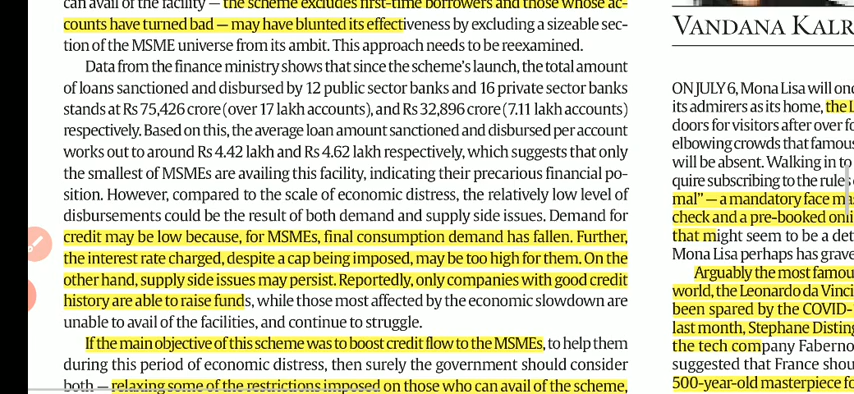 can avail of the facility — the scheme excludes first-time borrowers and those whose ac-
counts have turned bad — may have blunted its effectiveness by excluding a sizeable sec-
tion of the MSME universe from its ambit. This approach needs to be reexamined.
Data from the finance ministry shows that since the scheme's launch, the total amount
of loans sanctioned and disbursed by 12 public sector banks and 16 private sector banks
stands at Rs 75,426 crore (over 17 lakh accounts), and Rs 32,896 crore (7.11 lakh accounts)
respectively. Based on this, the average loan amount sanctioned and disbursed per account
works out to around Rs 4.42 lakh and Rs 4.62 lakh respectively, which suggests that only
the smallest of MSMEs are availing this facility, indicating their precarious financial po-
sition. However, compared to the scale of economic distress, the relatively low level of
disbursements could be the result of both demand and supply side issues. Demand for
credit may be low because, for MSMEs, final consumption demand has fallen. Further,
the interest rate charged, despite a cap being imposed, may be too high for them. On the
other hand, supply side issues may persist. Reportedly, only companies with good credit
history are able to raise funds, while those most affected by the economic slowdown are
unable to avail of the facilities, and continue to struggle.
If the main objective of this scheme was to boost credit flow to the MSMEs, to help them
during this period of economic distress, then surely the government should consider
both — relaxing some of the restrictions imposed on those who can avail of the scheme,
VANDANA KALR
ON JULY 6, Mona Lisa will onc
its admirers as its home, the L
doors for visitors after over fo
elbowing crowds that famous
will be absent. Walking in to
quire subscribing to the rules
mal" — a mandatory face ma
check and a pre-booked onli
that might seem to be a det
Mona Lisa perhaps has grave
Arguably the most famou
world, the Leonardo da Vinci
been spared by the COVID-
last month, Stephane Disting
the tech company Faberno
suggested that France shou
500-year-old masterpiece fo